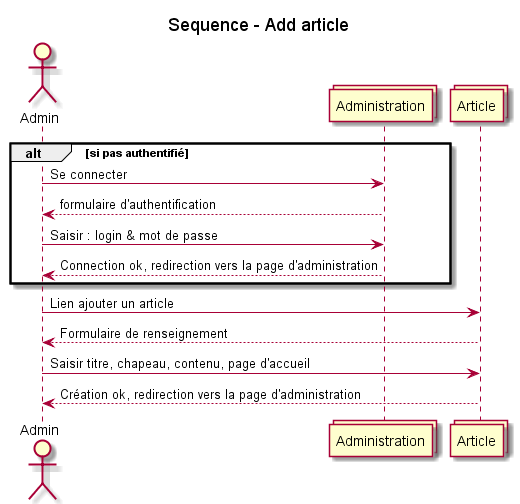 Sequence - Add article
Admin
Administration
Article
alt
[si pas authentifié]
Se connecter
formulaire d'authentification
Saisir : login & mot de passe
Connection ok, redirection vers la page d'administration
Lien ajouter un article
Formulaire de renseignement
Saisir titre, chapeau, contenu, page d'accueil
Création ok, redirection vers la page d'administration
Admin
Administration
Article